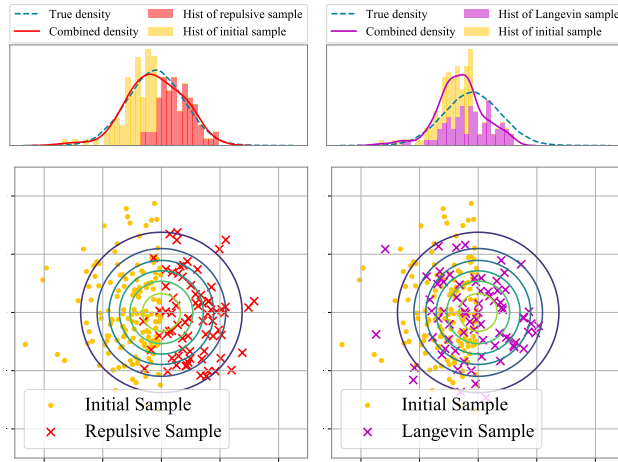 True density
Combined density
Hist of repulsive sample
Hist of initial sample
True density
Combined density
Hist of Langevin sample
Hist of initial sample
Initial Sample
Repulsive Sample
Initial Sample
Langevin Sample